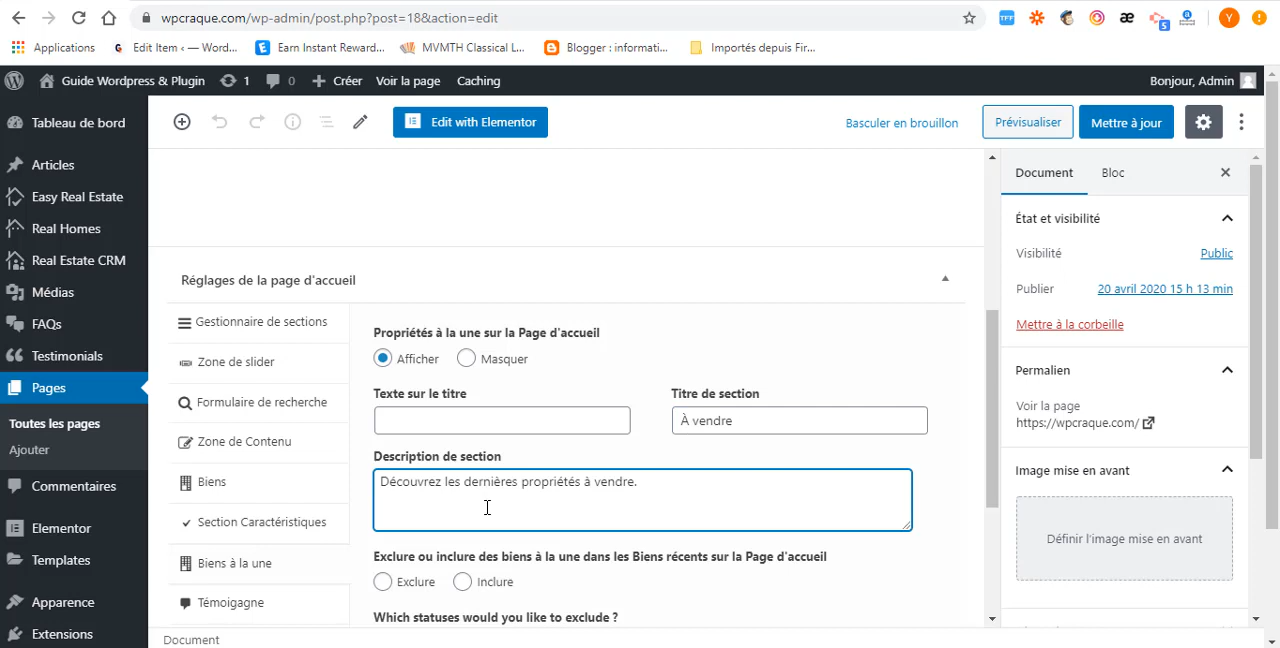 wpcraque.com/wp-admin/post.php?post=18&action=edit
TFF
æ
5
Y
Applications
Edit Item ‹ — Word...
Earn Instant Reward...
MVMTH Classical L...
Blogger : informati...
Importés depuis Fir...
Guide Wordpress & Plugin
1
0
Créer
Voir la page
Caching
Bonjour, Admin
Tableau de bord
Articles
Easy Real Estate
Real Homes
Real Estate CRM
Médias
FAQs
Testimonials
Pages
Toutes les pages
Ajouter
Commentaires
Elementor
Templates
Apparence
Extensions
Edit with Elementor
Basculer en brouillon
Prévisualiser
Mettre à jour
Réglages de la page d'accueil
Gestionnaire de sections
Zone de slider
Formulaire de recherche
Zone de Contenu
Biens
Section Caractéristiques
Biens à la une
Témoigagne
Propriétés à la une sur la Page d'accueil
Afficher
Masquer
Texte sur le titre
Titre de section
À vendre
Description de section
Découvrez les dernières propriétés à vendre.
Exclure ou inclure des biens à la une dans les Biens récents sur la Page d'accueil
Exclure
Inclure
Which statuses would you like to exclude ?
Document
Document
Bloc
État et visibilité
Visibilité
Public
Publier
20 avril 2020 15 h 13 min
Mettre à la corbeille
Permalien
Voir la page
https://wpcraque.com/
Image mise en avant
Définir l'image mise en avant